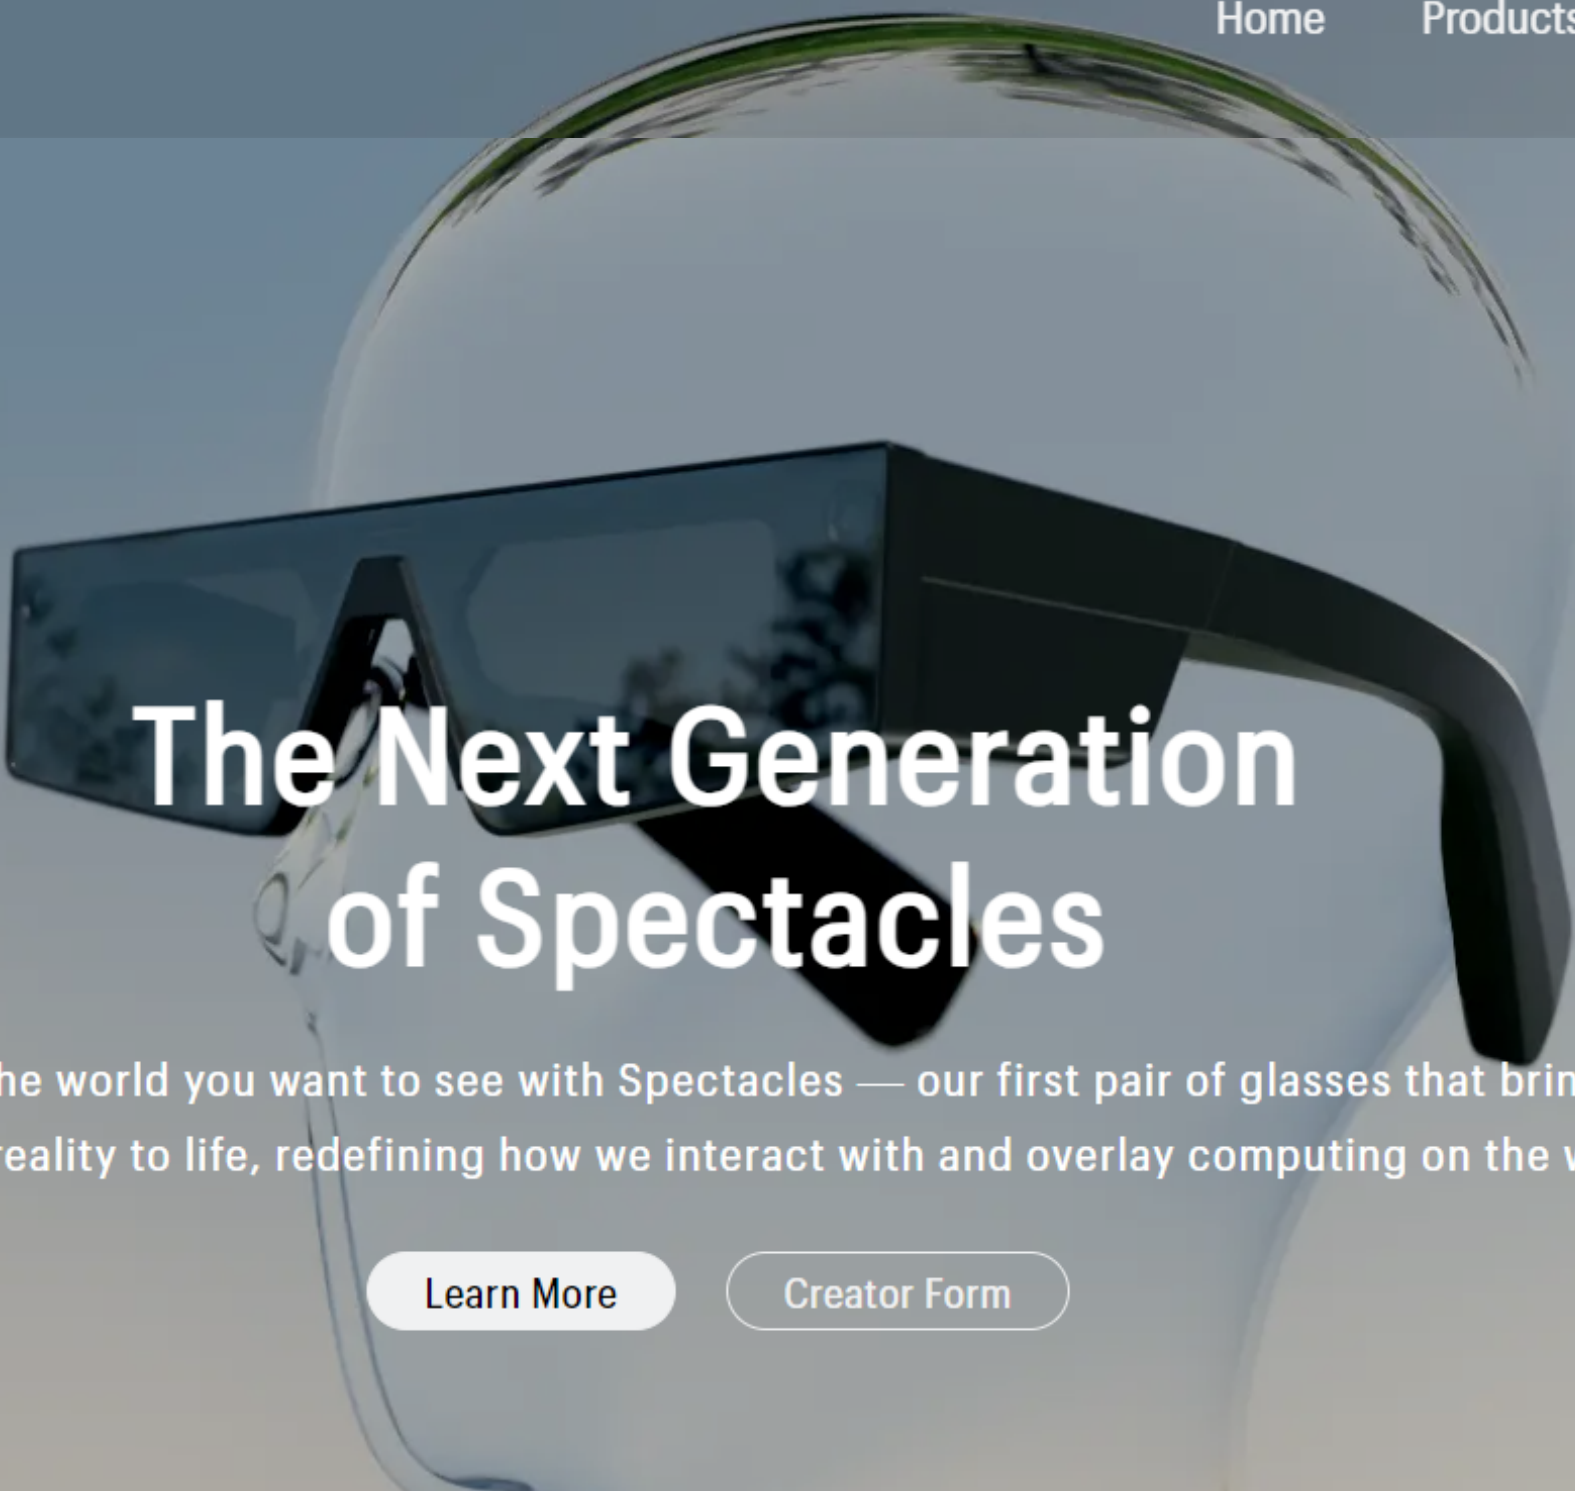 Home Products
The Next Generation
of Spectacles
he world you want to see with Spectacles — our first pair of glasses that brin
reality to life, redefining how we interact with and overlay computing on the w
Learn More Creator Form